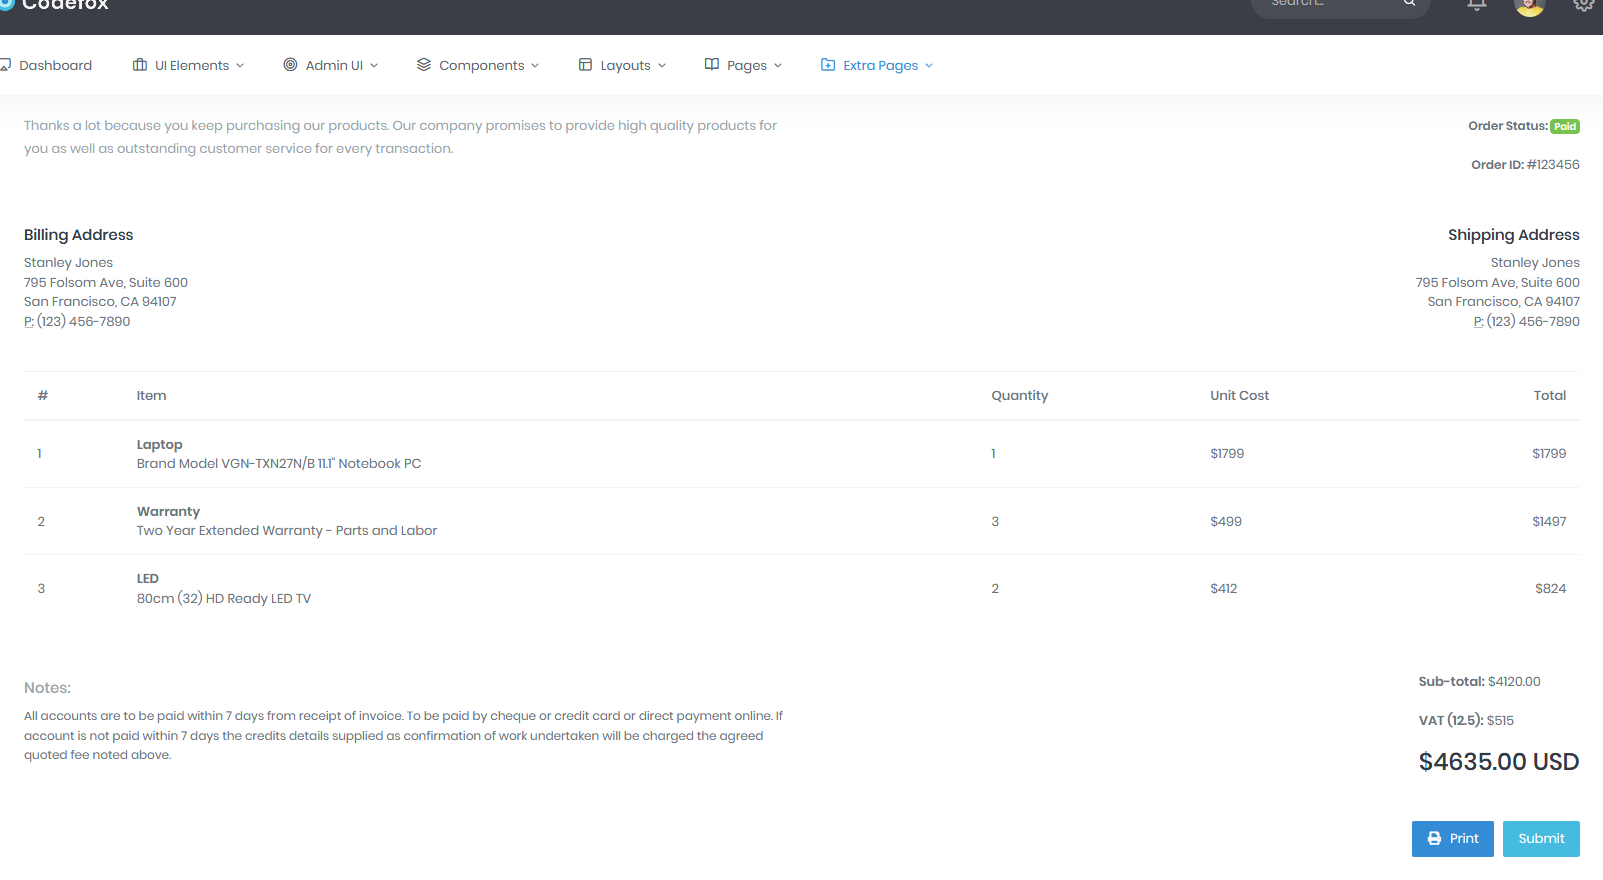 Codefox
Search...
Dashboard
UI Elements
Admin UI
Components
Layouts
Pages
Extra Pages
Thanks a lot because you keep purchasing our products. Our company promises to provide high quality products for
you as well as outstanding customer service for every transaction.
Order Status: Paid
Order ID: #123456
Billing Address
Stanley Jones
795 Folsom Ave, Suite 600
San Francisco, CA 94107
P: (123) 456-7890
Shipping Address
Stanley Jones
795 Folsom Ave, Suite 600
San Francisco, CA 94107
P: (123) 456-7890
# Item Quantity Unit Cost Total
Laptop
1 Brand Model VGN-TXN27N/B 11.1" Notebook PC 1 $1799 $1799
Warranty
2 Two Year Extended Warranty - Parts and Labor 3 $499 $1497
LED
3 80cm (32) HD Ready LED TV 2 $412 $824
Notes:
All accounts are to be paid within 7 days from receipt of invoice. To be paid by cheque or credit card or direct payment online. If
account is not paid within 7 days the credits details supplied as confirmation of work undertaken will be charged the agreed
quoted fee noted above.
Sub-total: $4120.00
VAT (12.5): $515
$4635.00 USD
Print
Submit